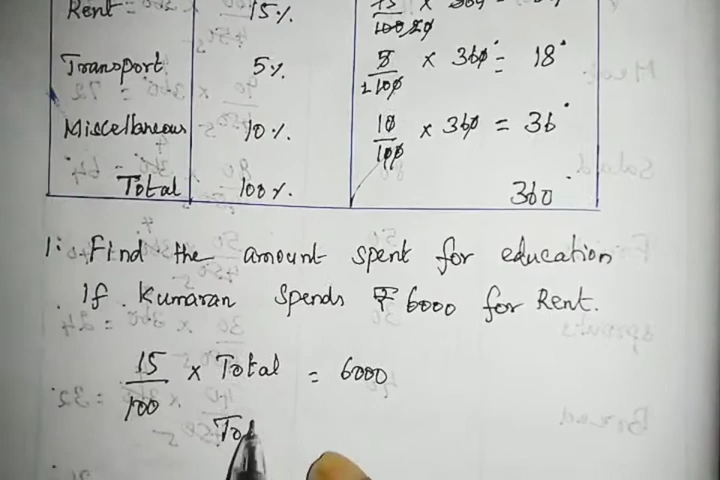 Rent 15%
Transport 5% 5/100 × 360° = 18°
Miscellaneous 10% 10/100 × 360 = 36°
Total 100% 360°
1: Find the amount spent for education
If Kumaran Spends ₹ 6000 for Rent.
15/100 × Total = 6000
To